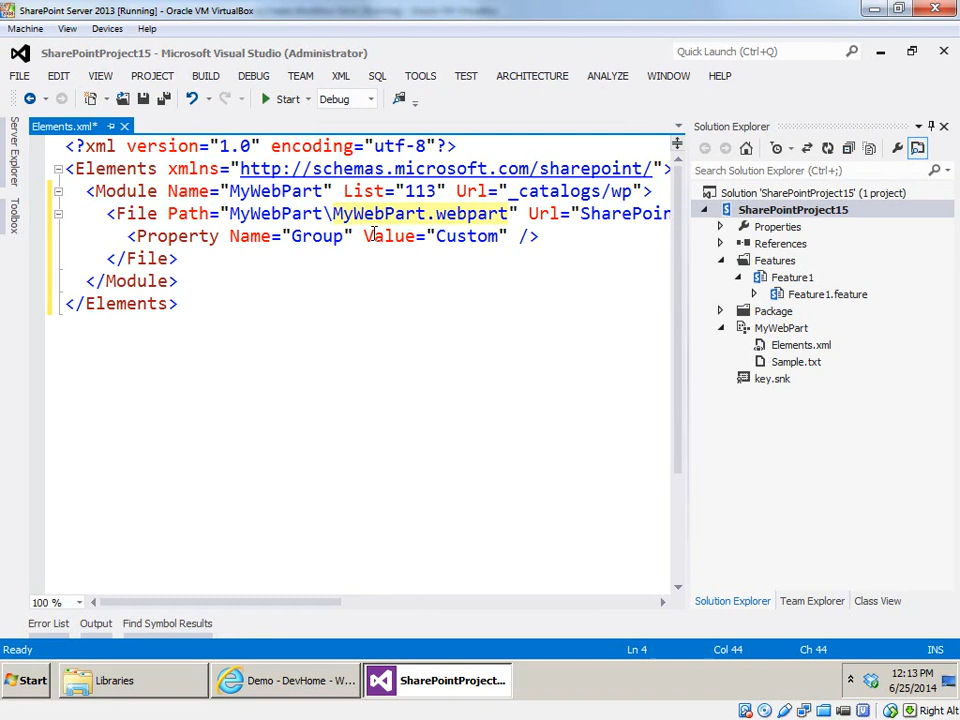 SharePoint Server 2013 [Running] - Oracle VM VirtualBox
Machine View Devices Help
SharePointProject15 - Microsoft Visual Studio (Administrator)
Quick Launch (Ctrl+Q)
FILE EDIT VIEW PROJECT BUILD DEBUG TEAM XML SQL TOOLS TEST ARCHITECTURE ANALYZE WINDOW HELP
Start Debug
Server Explorer
Toolbox
Elements.xml*
<?xml version="1.0" encoding="utf-8"?>
<Elements xmlns="http://schemas.microsoft.com/sharepoint/">
<Module Name="MyWebPart" List="113" Url="_catalogs/wp">
<File Path="MyWebPart\MyWebPart.webpart" Url="SharePoin
<Property Name="Group" Value="Custom" />
</File>
</Module>
</Elements>
100 %
Solution Explorer
Search Solution Explorer (Ctrl+;)
Solution 'SharePointProject15' (1 project)
SharePointProject15
Properties
References
Features
Feature1
Feature1.feature
Package
MyWebPart
Elements.xml
Sample.txt
key.snk
Solution Explorer Team Explorer Class View
Error List Output Find Symbol Results
Ready Ln 4 Col 44 Ch 44 INS
Start Libraries Demo - DevHome - W... SharePointProject... 12:13 PM
6/25/2014
Right Alt